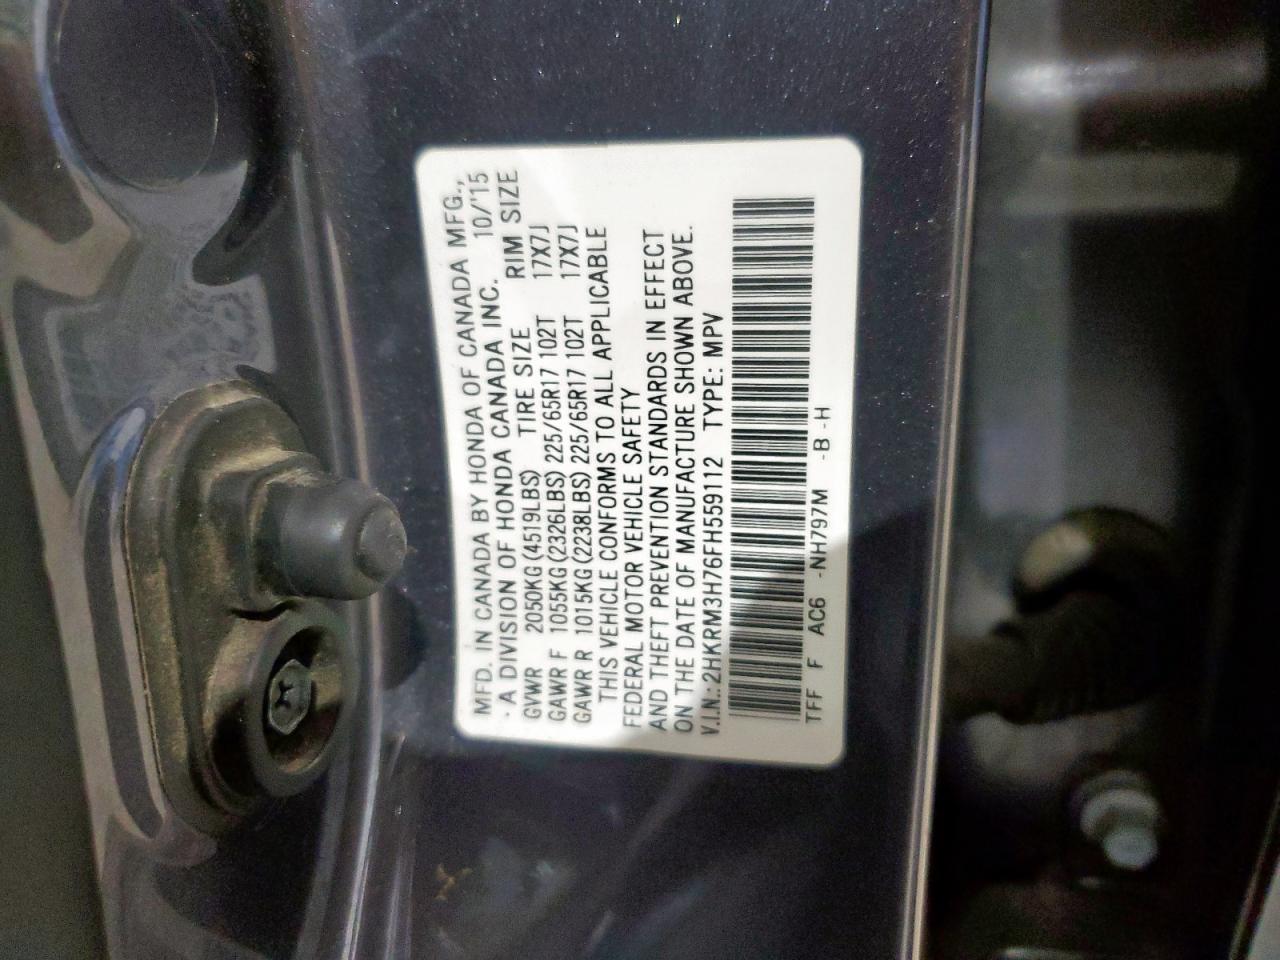 MFD. IN CANADA BY HONDA OF CANADA MFG.,
- A DIVISION OF HONDA CANADA INC. 10/'15
GVWR 2050KG(4519LBS) TIRE SIZE RIM SIZE
GAWR F 1055KG(2326LBS) 225/65R17 102T 17X7J
GAWR R 1015KG(2238LBS) 225/65R17 102T 17X7J
THIS VEHICLE CONFORMS TO ALL APPLICABLE
FEDERAL MOTOR VEHICLE SAFETY
AND THEFT PREVENTION STANDARDS IN EFFECT
ON THE DATE OF MANUFACTURE SHOWN ABOVE.
V.I.N.: 2HKRM3H76FH559112 TYPE: MPV
TFF F AC6 -NH797M -B -H